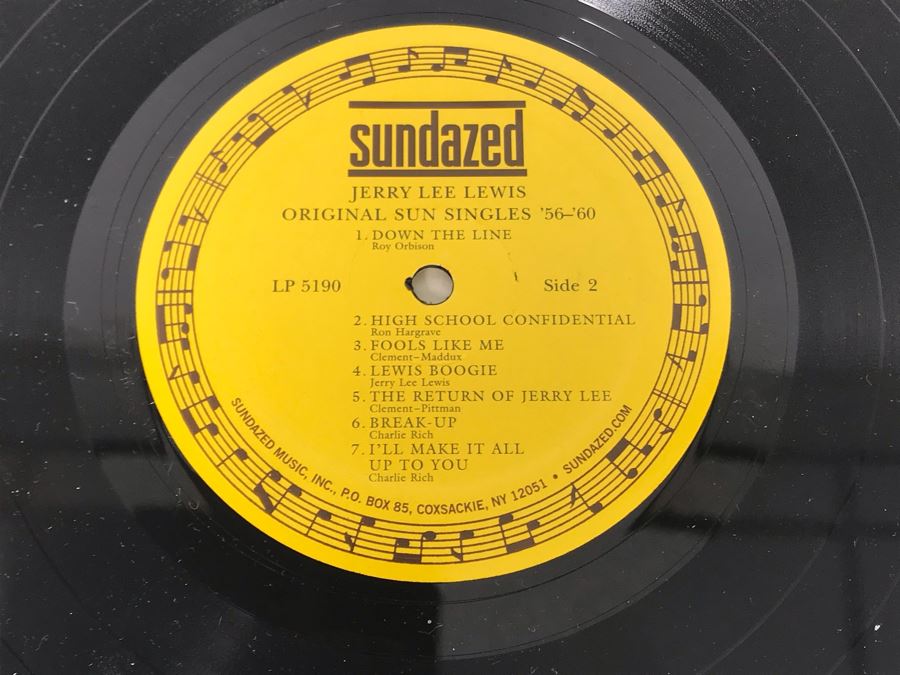 sundazed
JERRY LEE LEWIS
ORIGINAL SUN SINGLES '56–'60
1. DOWN THE LINE
Roy Orbison
LP 5190
Side 2
2. HIGH SCHOOL CONFIDENTIAL
Ron Hargrave
3. FOOLS LIKE ME
Clement–Maddux
4. LEWIS BOOGIE
Jerry Lee Lewis
5. THE RETURN OF JERRY LEE
Clement–Pittman
6. BREAK-UP
Charlie Rich
7. I'LL MAKE IT ALL
UP TO YOU
Charlie Rich
SUNDAZED MUSIC, INC., P.O. BOX 85, COXSACKIE, NY 12051 • SUNDAZED.COM